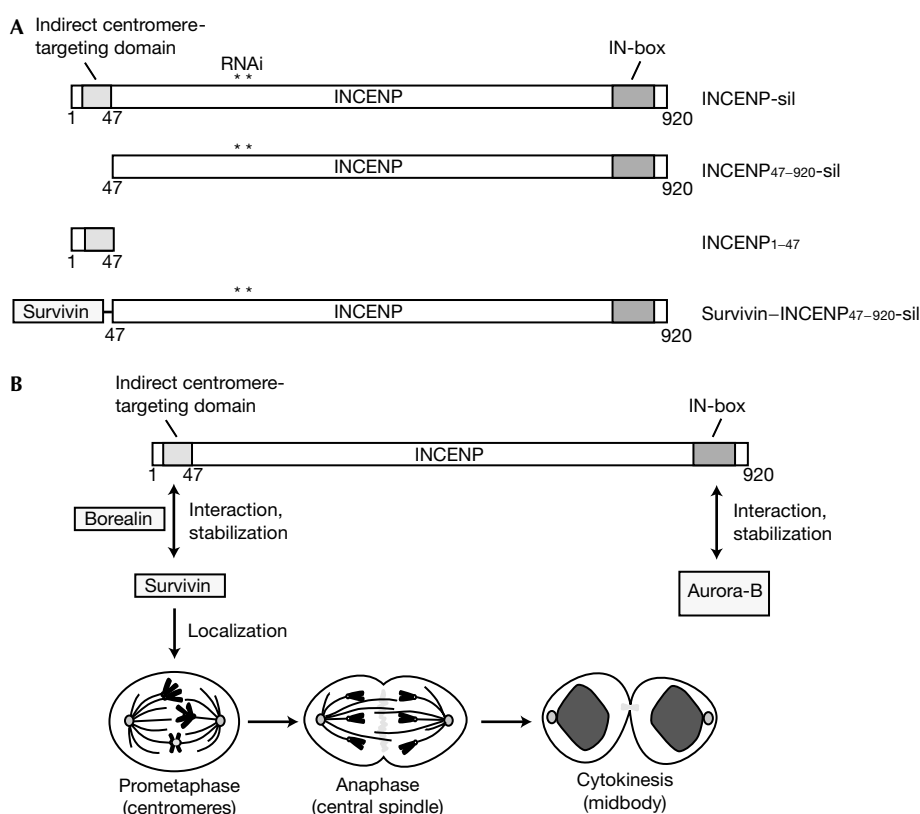 A
Indirect centromere-
targeting domain
RNAi
* *
IN-box
INCENP
INCENP-sil
1 47 920
INCENP
INCENP47–920-sil
47 920
INCENP1–47
1 47
* *
Survivin INCENP
Survivin–INCENP47–920-sil
47 920
B
Indirect centromere-
targeting domain
IN-box
INCENP
1 47 920
Borealin
Interaction,
stabilization
Interaction,
stabilization
Survivin
Aurora-B
Localization
Prometaphase
(centromeres)
Anaphase
(central spindle)
Cytokinesis
(midbody)